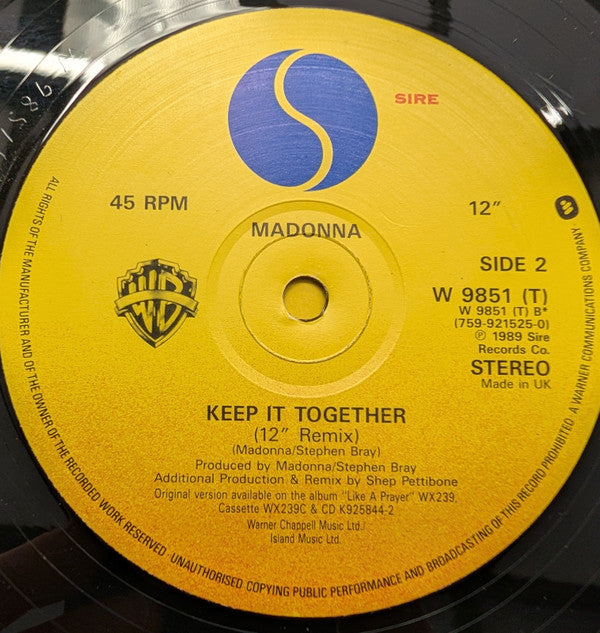 SIRE
45 RPM
12"
MADONNA
SIDE 2
W 9851 (T)
W 9851 (T) B*
(759-921525-0)
℗ 1989 Sire
Records Co.
STEREO
Made in UK
WB
KEEP IT TOGETHER
(12" Remix)
(Madonna/Stephen Bray)
Produced by Madonna/Stephen Bray
Additional Production & Remix by Shep Pettibone
Original version available on the album "Like A Prayer" WX239,
Cassette WX239C & CD K925844-2
Warner Chappell Music Ltd./
Island Music Ltd.
ALL RIGHTS OF THE MANUFACTURER AND OF THE OWNER OF THE RECORDED WORK RESERVED · UNAUTHORISED COPYING PUBLIC PERFORMANCE AND BROADCASTING OF THIS RECORD PROHIBITED · A WARNER COMMUNICATIONS COMPANY